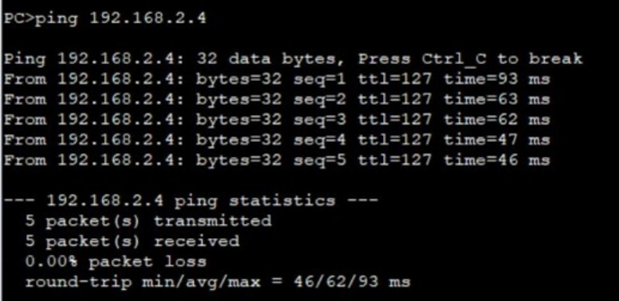 PC>ping 192.168.2.4
Ping 192.168.2.4: 32 data bytes, Press Ctrl_C to break
From 192.168.2.4: bytes=32 seq=1 ttl=127 time=93 ms
From 192.168.2.4: bytes=32 seq=2 ttl=127 time=63 ms
From 192.168.2.4: bytes=32 seq=3 ttl=127 time=62 ms
From 192.168.2.4: bytes=32 seq=4 ttl=127 time=47 ms
From 192.168.2.4: bytes=32 seq=5 ttl=127 time=46 ms
--- 192.168.2.4 ping statistics ---
5 packet(s) transmitted
5 packet(s) received
0.00% packet loss
round-trip min/avg/max = 46/62/93 ms